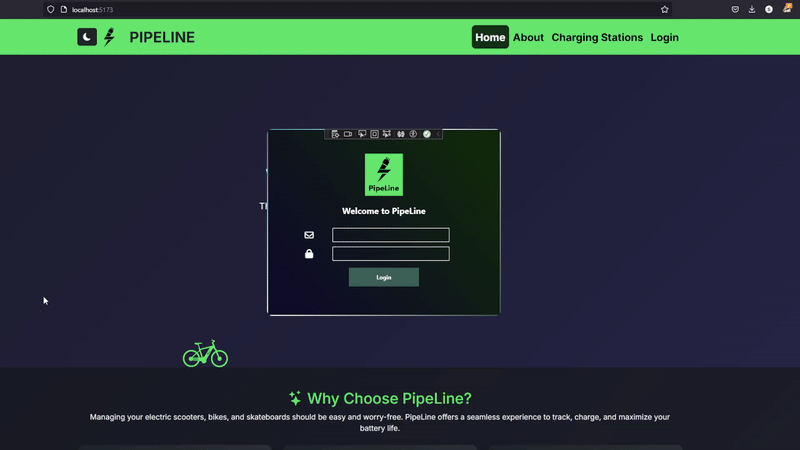 localhost:5173
PIPELINE
Home About Charging Stations Login
PipeLine
Welcome to PipeLine
Th
Login
Why Choose PipeLine?
Managing your electric scooters, bikes, and skateboards should be easy and worry-free. PipeLine offers a seamless experience to track, charge, and maximize your
battery life.